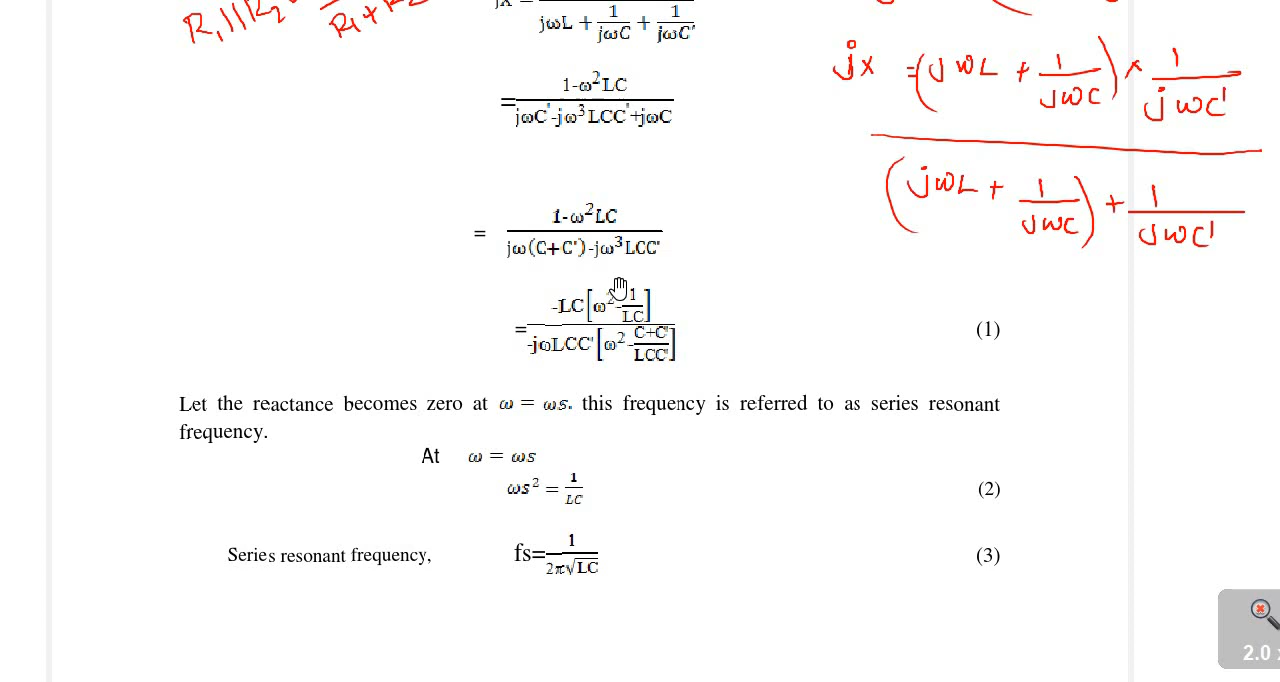 R₁||R₂
R₁+R₂
jX =
jωL + 1/jωC + 1/jωC'
= 1-ω²LC / jωC'-jω³LCC'+jωC
= 1-ω²LC / jω(C+C')-jω³LCC'
= -LC[ω²-1/LC] / -jωLCC'[ω²-C+C'/LCC'] (1)
jx = (jωL + 1/jωC) × 1/jωC'
(jωL + 1/jωC) + 1/jωC'
Let the reactance becomes zero at ω = ωs. this frequency is referred to as series resonant
frequency.
At ω = ωs
ωs² = 1/LC (2)
Series resonant frequency, fs= 1/2π√LC (3)
2.0 x